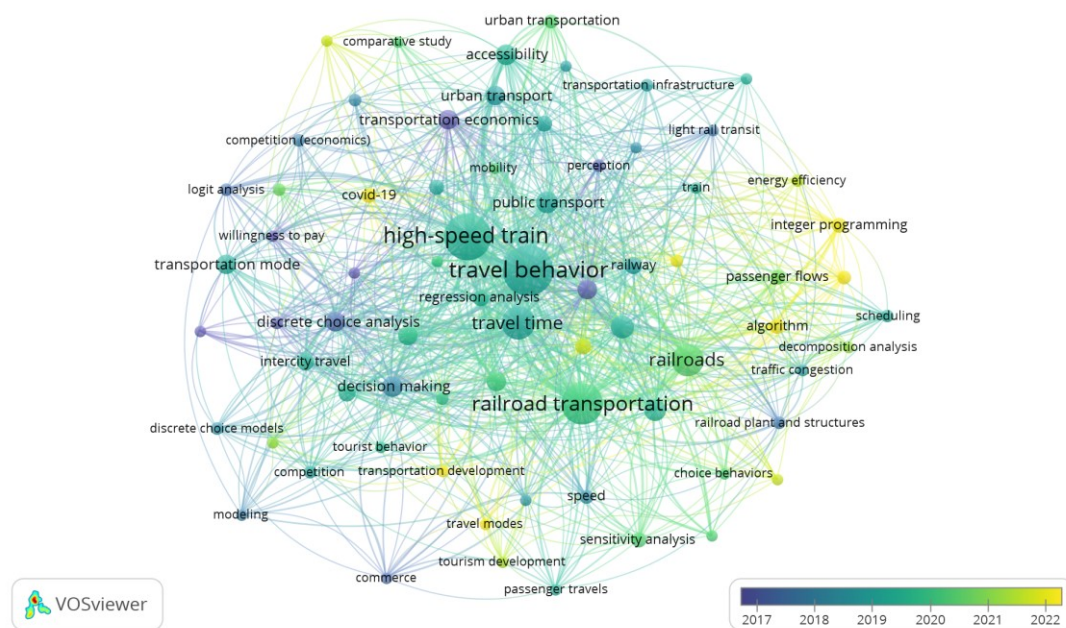 urban transportation
comparative study
accessibility
transportation infrastructure
urban transport
transportation economics
light rail transit
competition (economics)
perception
mobility
energy efficiency
logit analysis
covid-19
train
public transport
integer programming
willingness to pay
high-speed train
transportation mode
travel behavior
railway
passenger flows
regression analysis
scheduling
discrete choice analysis
travel time
algorithm
decomposition analysis
intercity travel
railroads
traffic congestion
decision making
railroad transportation
railroad plant and structures
discrete choice models
tourist behavior
competition
transportation development
choice behaviors
speed
modeling
travel modes
sensitivity analysis
tourism development
commerce
passenger travels
VOSviewer
2017 2018 2019 2020 2021 2022